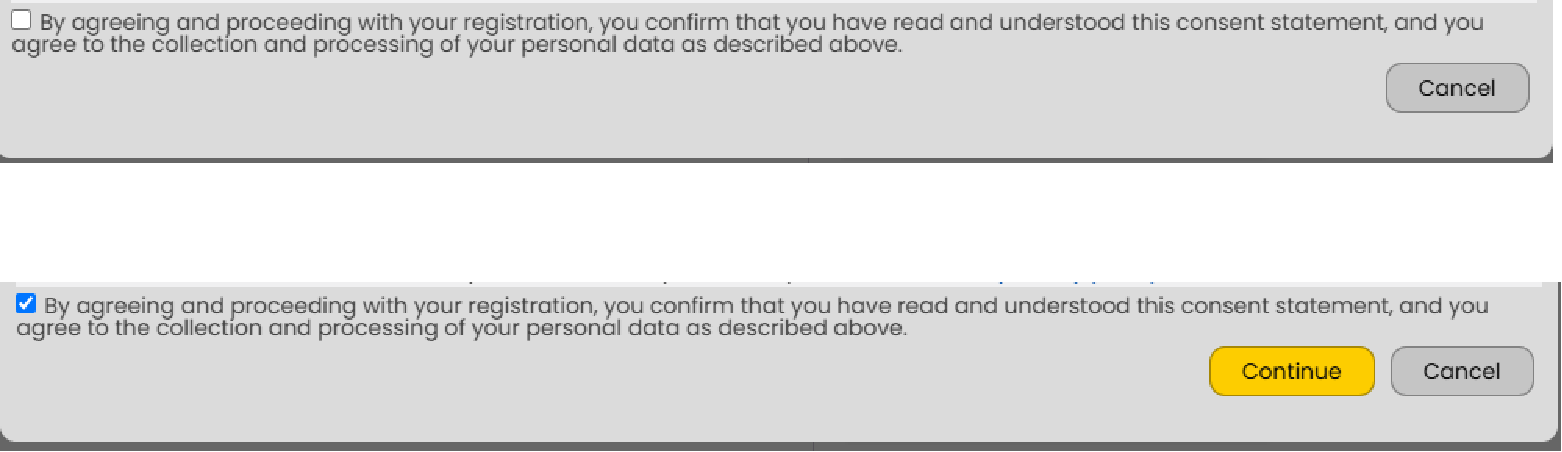 By agreeing and proceeding with your registration, you confirm that you have read and understood this consent statement, and you
agree to the collection and processing of your personal data as described above.
Cancel
By agreeing and proceeding with your registration, you confirm that you have read and understood this consent statement, and you
agree to the collection and processing of your personal data as described above.
Continue Cancel